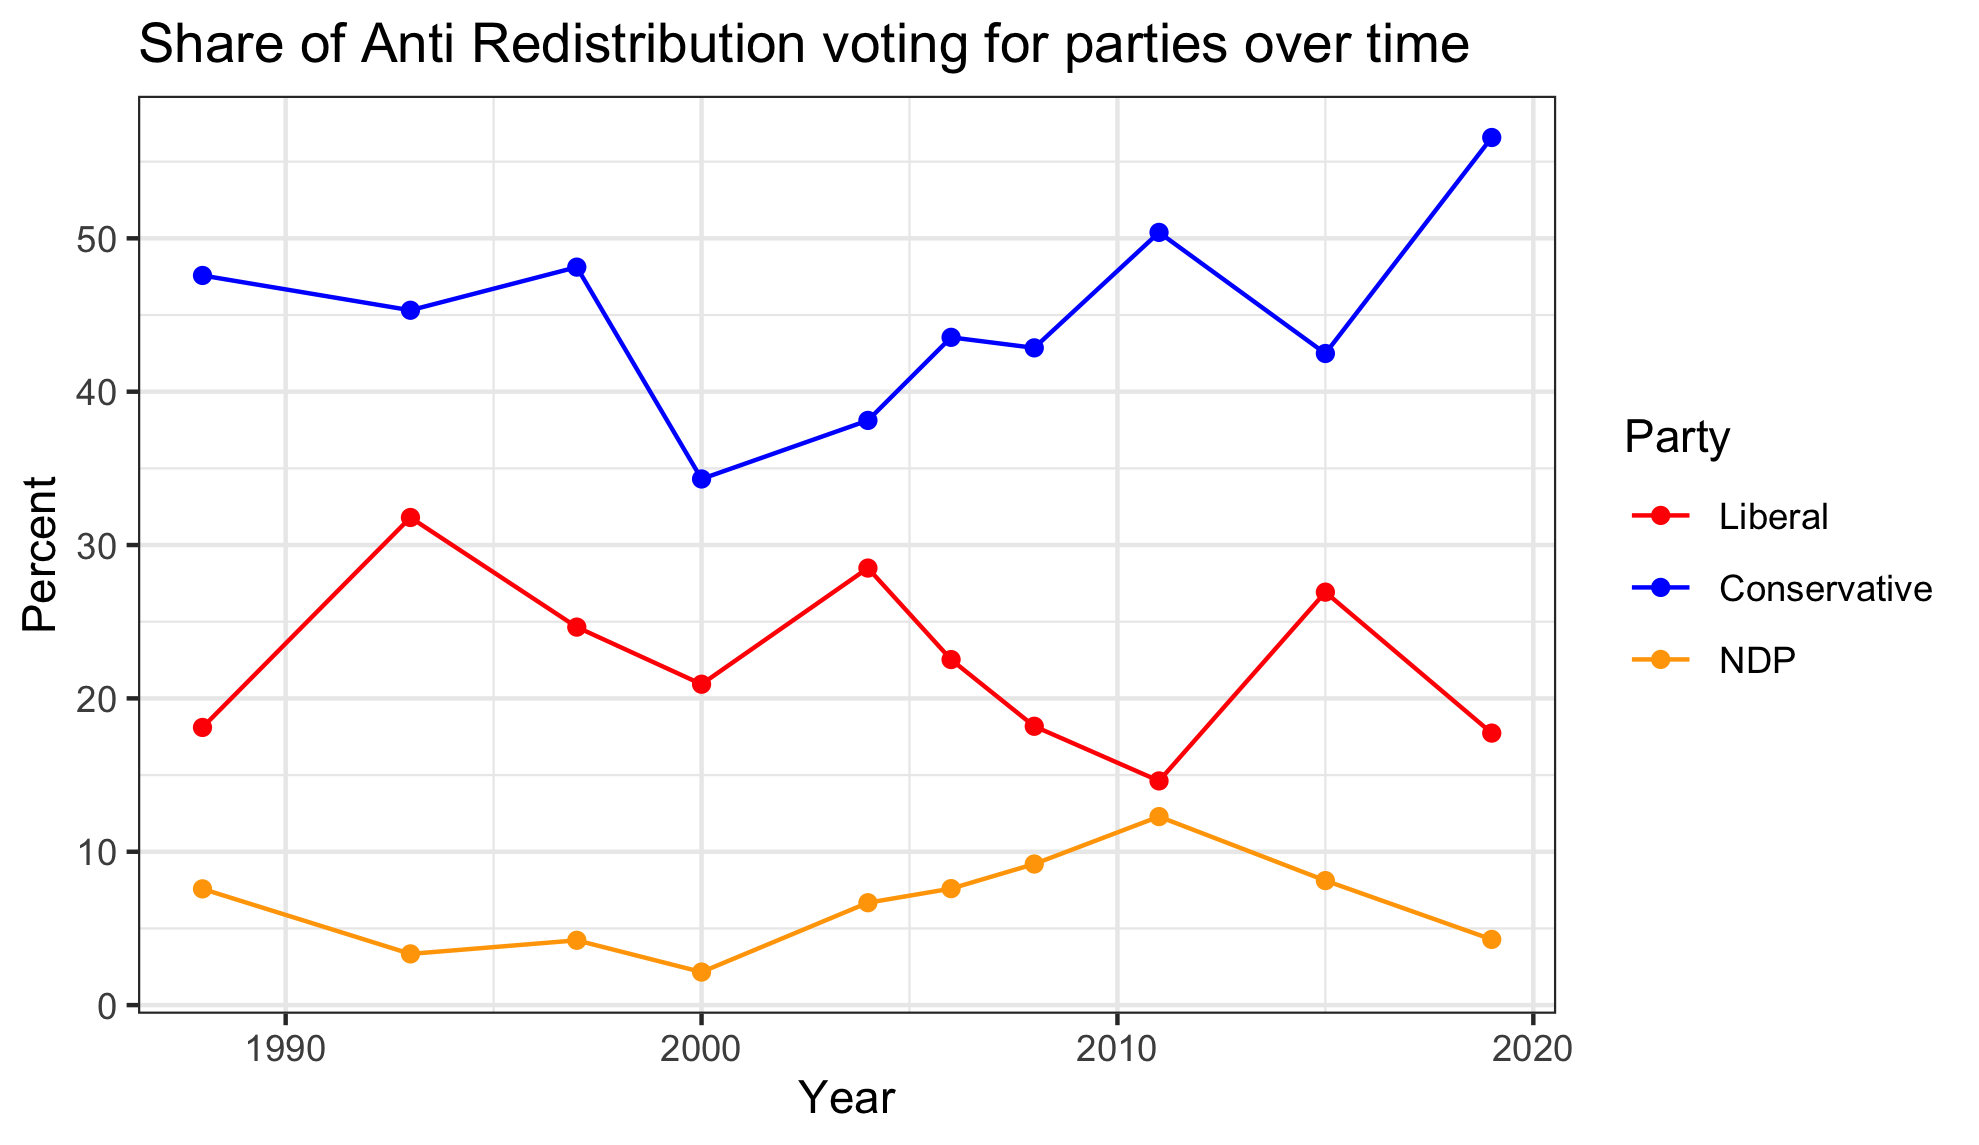 Share of Anti Redistribution voting for parties over time
Percent
50
40
30
20
10
0
1990 2000 2010 2020
Year
Party
Liberal
Conservative
NDP